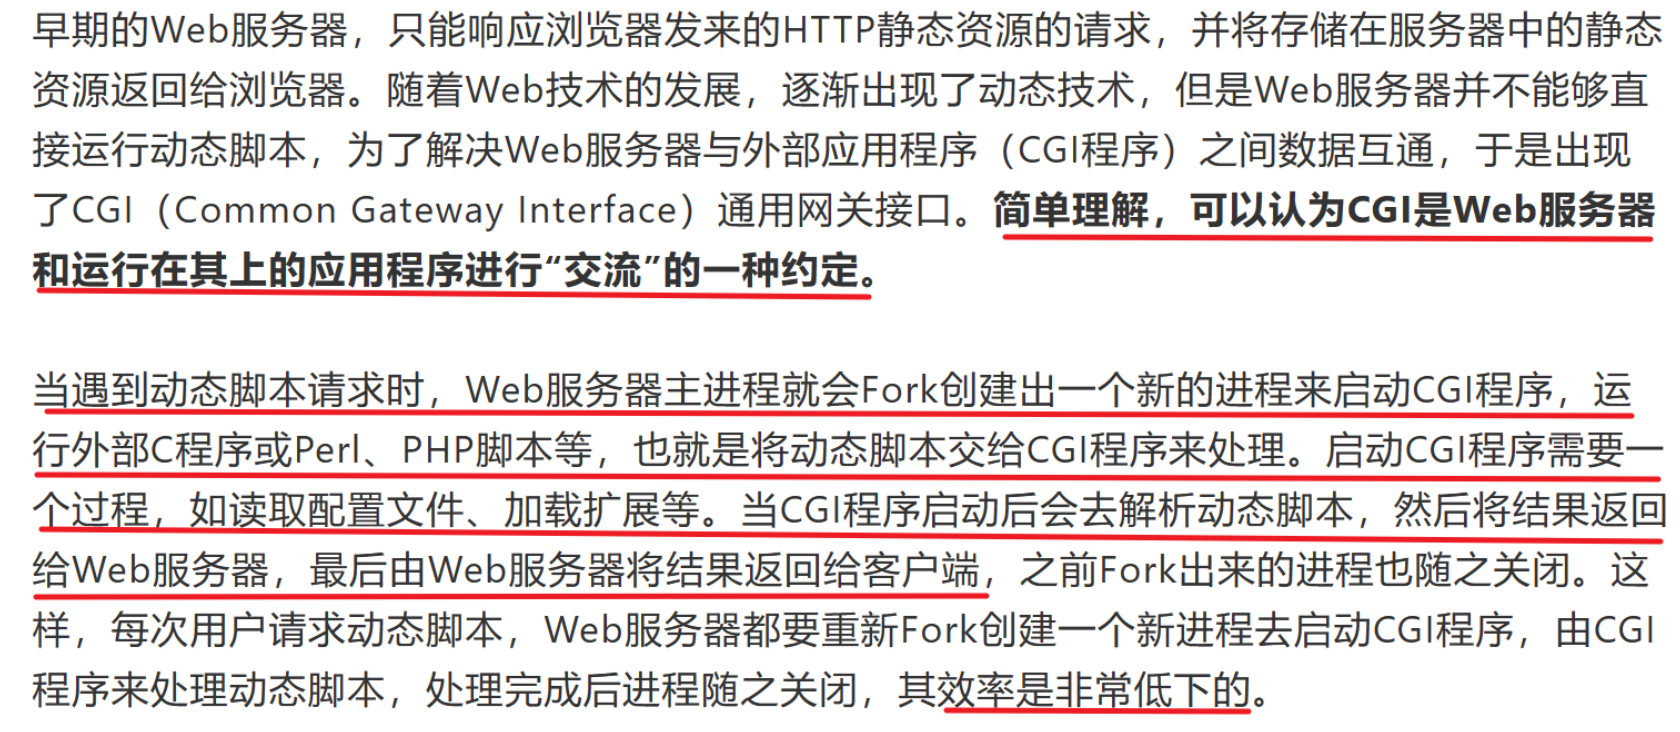 早期的Web服务器，只能响应浏览器发来的HTTP静态资源的请求，并将存储在服务器中的静态
资源返回给浏览器。随着Web技术的发展，逐渐出现了动态技术，但是Web服务器并不能够直
接运行动态脚本，为了解决Web服务器与外部应用程序（CGI程序）之间数据互通，于是出现
了CGI（Common Gateway Interface）通用网关接口。简单理解，可以认为CGI是Web服务器
和运行在其上的应用程序进行“交流”的一种约定。
当遇到动态脚本请求时，Web服务器主进程就会Fork创建出一个新的进程来启动CGI程序，运
行外部C程序或Perl、PHP脚本等，也就是将动态脚本交给CGI程序来处理。启动CGI程序需要一
个过程，如读取配置文件、加载扩展等。当CGI程序启动后会去解析动态脚本，然后将结果返回
给Web服务器，最后由Web服务器将结果返回给客户端，之前Fork出来的进程也随之关闭。这
样，每次用户请求动态脚本，Web服务器都要重新Fork创建一个新进程去启动CGI程序，由CGI
程序来处理动态脚本，处理完成后进程随之关闭，其效率是非常低下的。